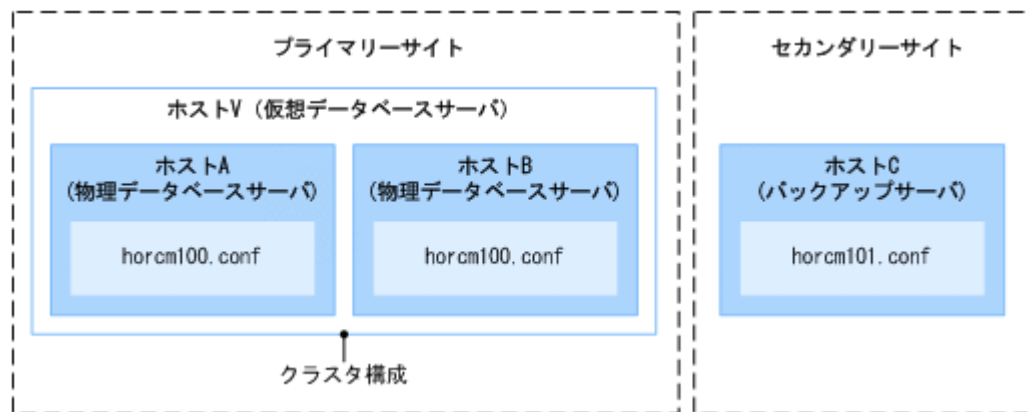 プライマリーサイト
ホストV（仮想データベースサーバ）
ホストA
（物理データベースサーバ）
horcm100.conf
ホストB
（物理データベースサーバ）
horcm100.conf
クラスタ構成
セカンダリーサイト
ホストC
（バックアップサーバ）
horcm101.conf